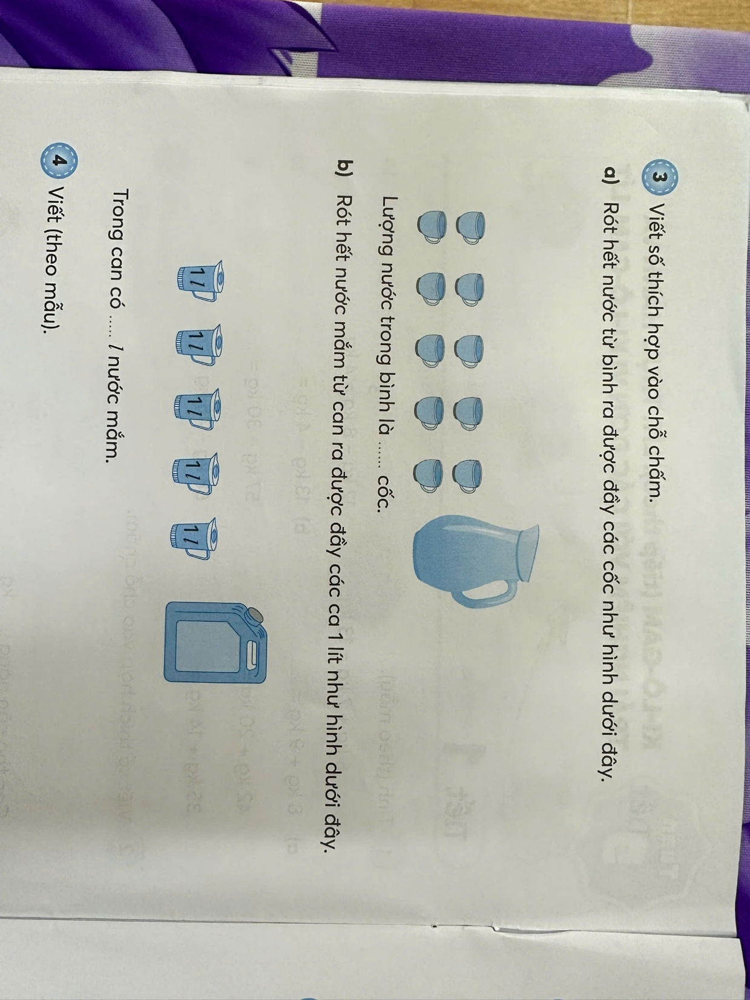 3 Viết số thích hợp vào chỗ chấm.
a) Rót hết nước từ bình ra được đầy các cốc như hình dưới đây.
Lượng nước trong bình là ...... cốc.
b) Rót hết nước mắm từ can ra được đầy các ca 1 lít như hình dưới đây.
1 l 1 l 1 l 1 l 1 l
Trong can có ..... l nước mắm.
4 Viết (theo mẫu).